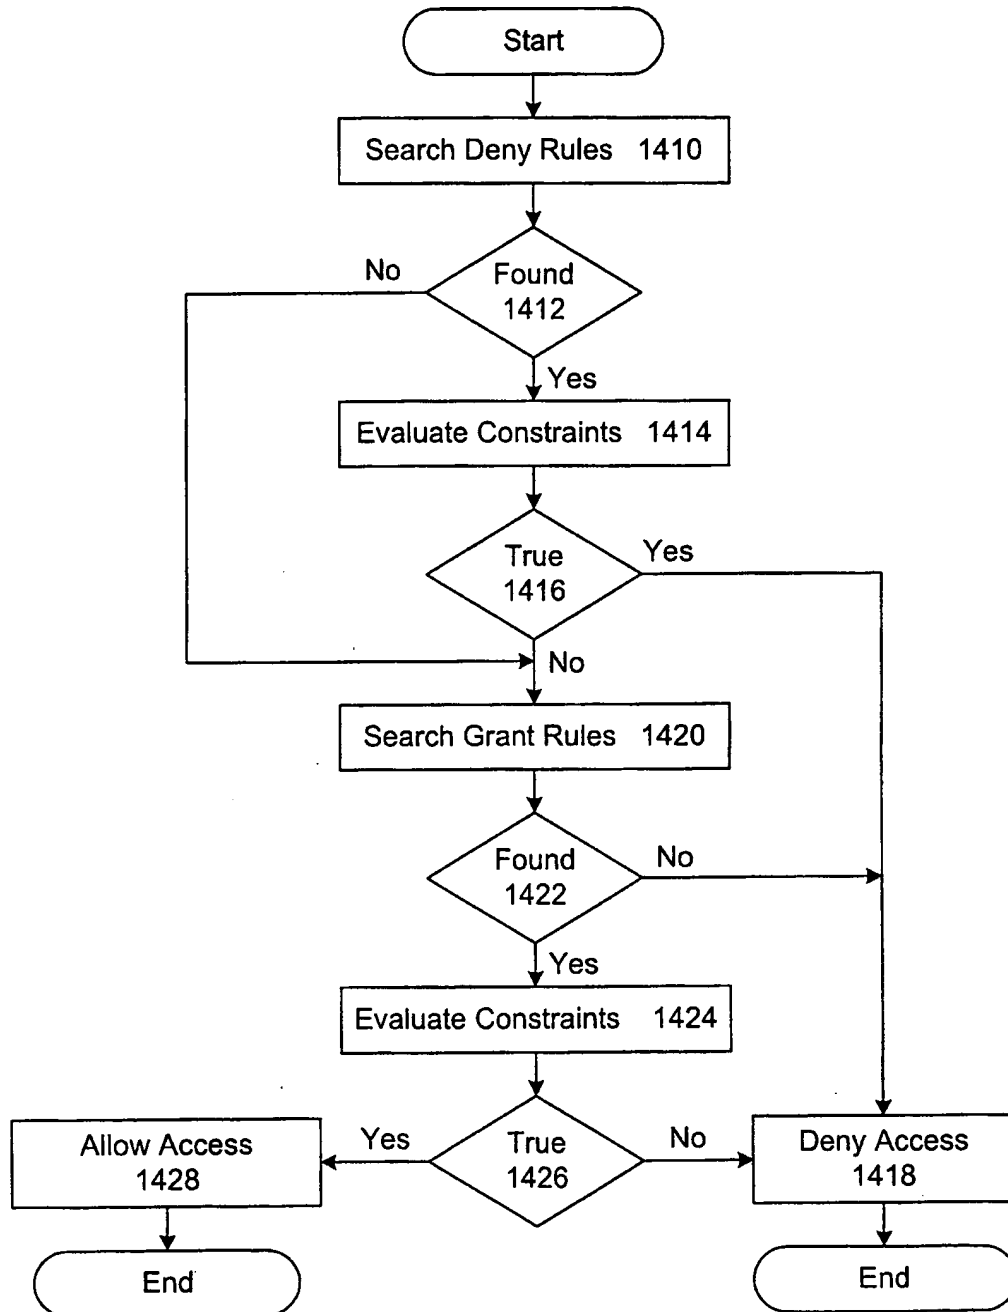 Start
Search Deny Rules 1410
No
Found
1412
Yes
Evaluate Constraints 1414
True
1416
Yes
No
Search Grant Rules 1420
Found
1422
No
Yes
Evaluate Constraints 1424
Allow Access
1428
Yes
True
1426
No
Deny Access
1418
End
End